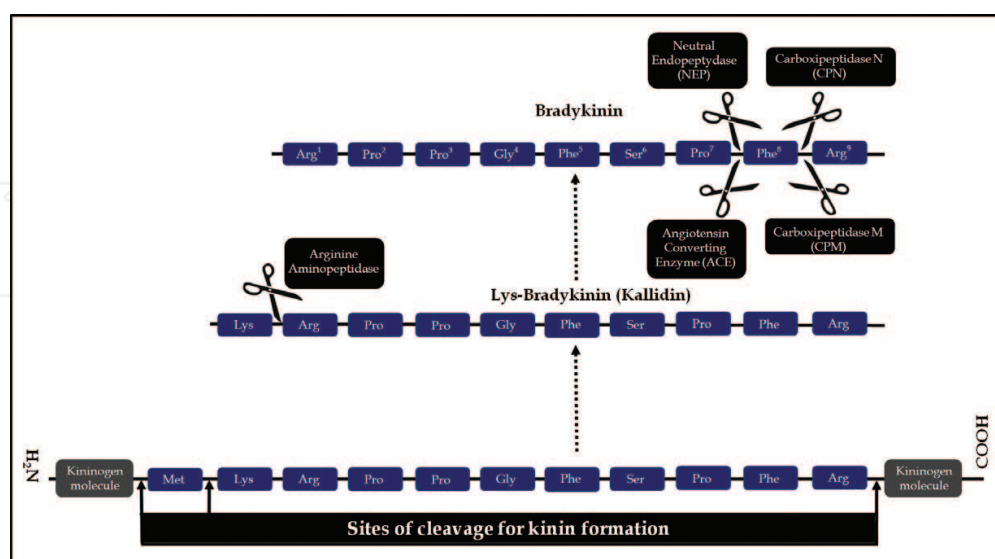 Neutral
Endopeptydase
(NEP)
Carboxipeptidase N
(CPN)
Bradykinin
Arg¹ Pro² Pro³ Gly⁴ Phe⁵ Ser⁶ Pro⁷ Phe⁸ Arg⁹
Angiotensin
Converting
Enzyme (ACE)
Carboxipeptidase M
(CPM)
Arginine
Aminopeptidase
Lys-Bradykinin (Kallidin)
Lys Arg Pro Pro Gly Phe Ser Pro Phe Arg
H₂N
COOH
Kininogen
molecule
Met Lys Arg Pro Pro Gly Phe Ser Pro Phe Arg
Kininogen
molecule
Sites of cleavage for kinin formation